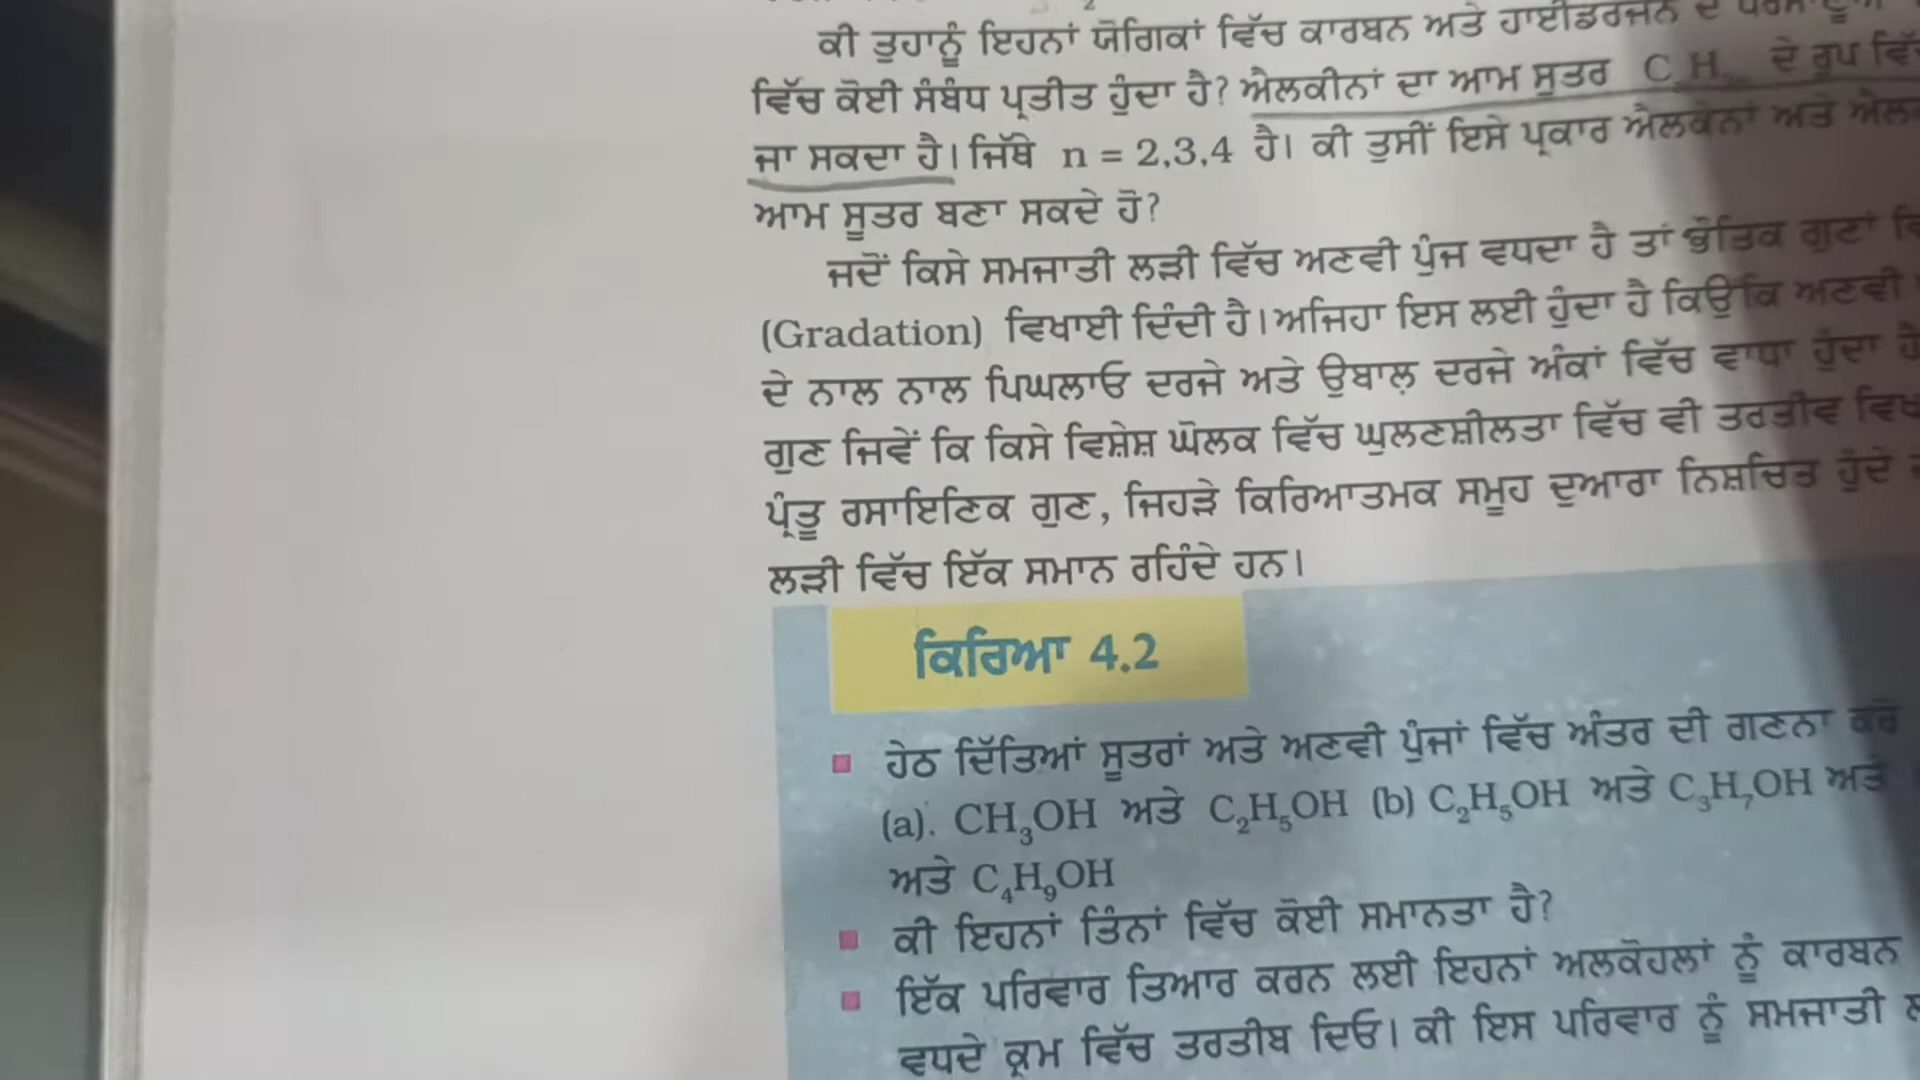 ਕੀ ਤੁਹਾਨੂੰ ਇਹਨਾਂ ਯੋਗਿਕਾਂ ਵਿੱਚ ਕਾਰਬਨ ਅਤੇ ਹਾਈਡਰਜਨ ਦੇ
ਵਿੱਚ ਕੋਈ ਸੰਬੰਧ ਪ੍ਰਤੀਤ ਹੁੰਦਾ ਹੈ? ਐਲਕੀਨਾਂ ਦਾ ਆਮ ਸੂਤਰ C H ਦੇ ਰੂਪ ਵਿੱਚ
ਜਾ ਸਕਦਾ ਹੈ। ਜਿੱਥੇ n = 2,3,4 ਹੈ। ਕੀ ਤੁਸੀਂ ਇਸੇ ਪ੍ਰਕਾਰ ਐਲਕੇਨਾਂ ਅਤੇ
ਆਮ ਸੂਤਰ ਬਣਾ ਸਕਦੇ ਹੋ?
ਜਦੋਂ ਕਿਸੇ ਸਮਜਾਤੀ ਲੜੀ ਵਿੱਚ ਅਣਵੀ ਪੁੰਜ ਵਧਦਾ ਹੈ ਤਾਂ ਭੌਤਿਕ ਗੁਣਾਂ
(Gradation) ਵਿਖਾਈ ਦਿੰਦੀ ਹੈ। ਅਜਿਹਾ ਇਸ ਲਈ ਹੁੰਦਾ ਹੈ ਕਿਉਂਕਿ ਅਣਵੀ
ਦੇ ਨਾਲ ਨਾਲ ਪਿਘਲਾਓ ਦਰਜੇ ਅਤੇ ਉਬਾਲ਼ ਦਰਜੇ ਅੰਕਾਂ ਵਿੱਚ ਵਾਧਾ ਹੁੰਦਾ ਹੈ
ਗੁਣ ਜਿਵੇਂ ਕਿ ਕਿਸੇ ਵਿਸ਼ੇਸ਼ ਘੋਲਕ ਵਿੱਚ ਘੁਲਣਸ਼ੀਲਤਾ ਵਿੱਚ ਵੀ ਤਰਤੀਵ
ਪ੍ਰੰਤੂ ਰਸਾਇਣਿਕ ਗੁਣ, ਜਿਹੜੇ ਕਿਰਿਆਤਮਕ ਸਮੂਹ ਦੁਆਰਾ ਨਿਸ਼ਚਿਤ ਹੁੰਦੇ
ਲੜੀ ਵਿੱਚ ਇੱਕ ਸਮਾਨ ਰਹਿੰਦੇ ਹਨ।
ਕਿਰਿਆ 4.2
ਹੇਠ ਦਿੱਤਿਆਂ ਸੂਤਰਾਂ ਅਤੇ ਅਣਵੀ ਪੁੰਜਾਂ ਵਿੱਚ ਅੰਤਰ ਦੀ ਗਣਨਾ ਕਰੋ
(a). CH₃OH ਅਤੇ C₂H₅OH (b) C₂H₅OH ਅਤੇ C₃H₇OH ਅਤੇ
ਅਤੇ C₄H₉OH
ਕੀ ਇਹਨਾਂ ਤਿੰਨਾਂ ਵਿੱਚ ਕੋਈ ਸਮਾਨਤਾ ਹੈ?
ਇੱਕ ਪਰਿਵਾਰ ਤਿਆਰ ਕਰਨ ਲਈ ਇਹਨਾਂ ਅਲਕੋਹਲਾਂ ਨੂੰ ਕਾਰਬਨ
ਵਧਦੇ ਕ੍ਰਮ ਵਿੱਚ ਤਰਤੀਬ ਦਿਓ। ਕੀ ਇਸ ਪਰਿਵਾਰ ਨੂੰ ਸਮਜਾਤੀ